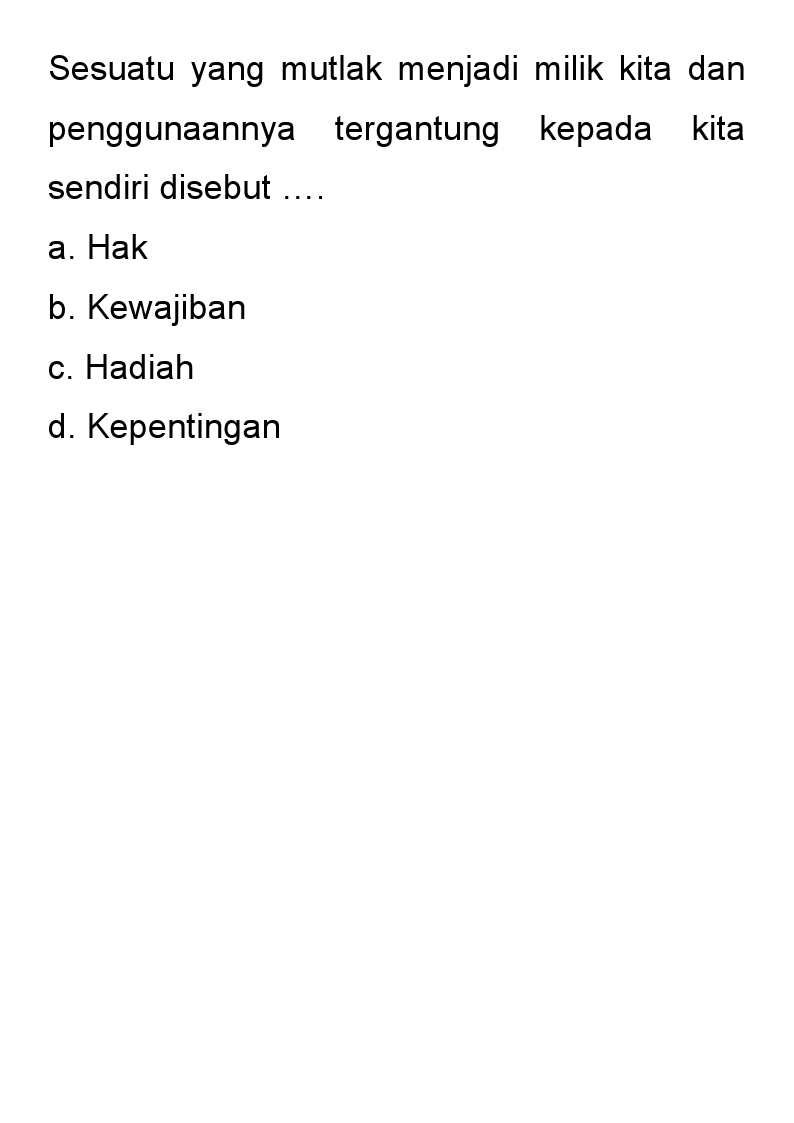 Sesuatu yang mutlak menjadi milik kita dan
penggunaannya tergantung kepada kita
sendiri disebut ....
a. Hak
b. Kewajiban
c. Hadiah
d. Kepentingan